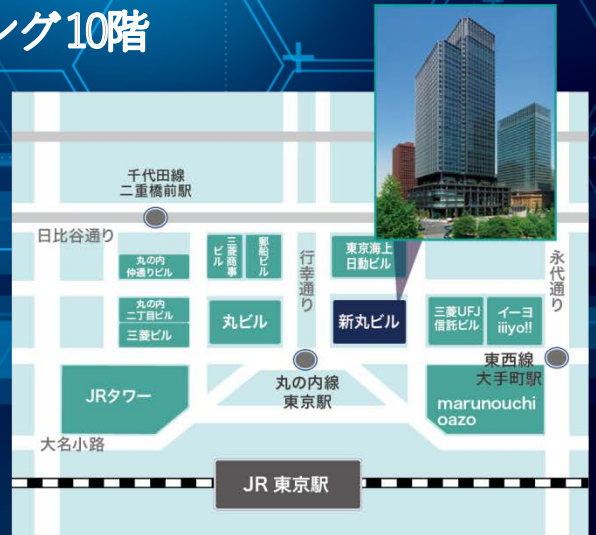 ング10階
千代田線
二重橋前駅
日比谷通り
丸の内
仲通りビル
三菱商事
ビル
郵船ビル
行幸通り
東京海上
日動ビル
永代通り
丸の内
二丁目ビル
三菱ビル
丸ビル
新丸ビル
三菱UFJ
信託ビル
イーヨ
iiyo!!
東西線
大手町駅
丸の内線
東京駅
JRタワー
marunouchi
oazo
大名小路
JR 東京駅